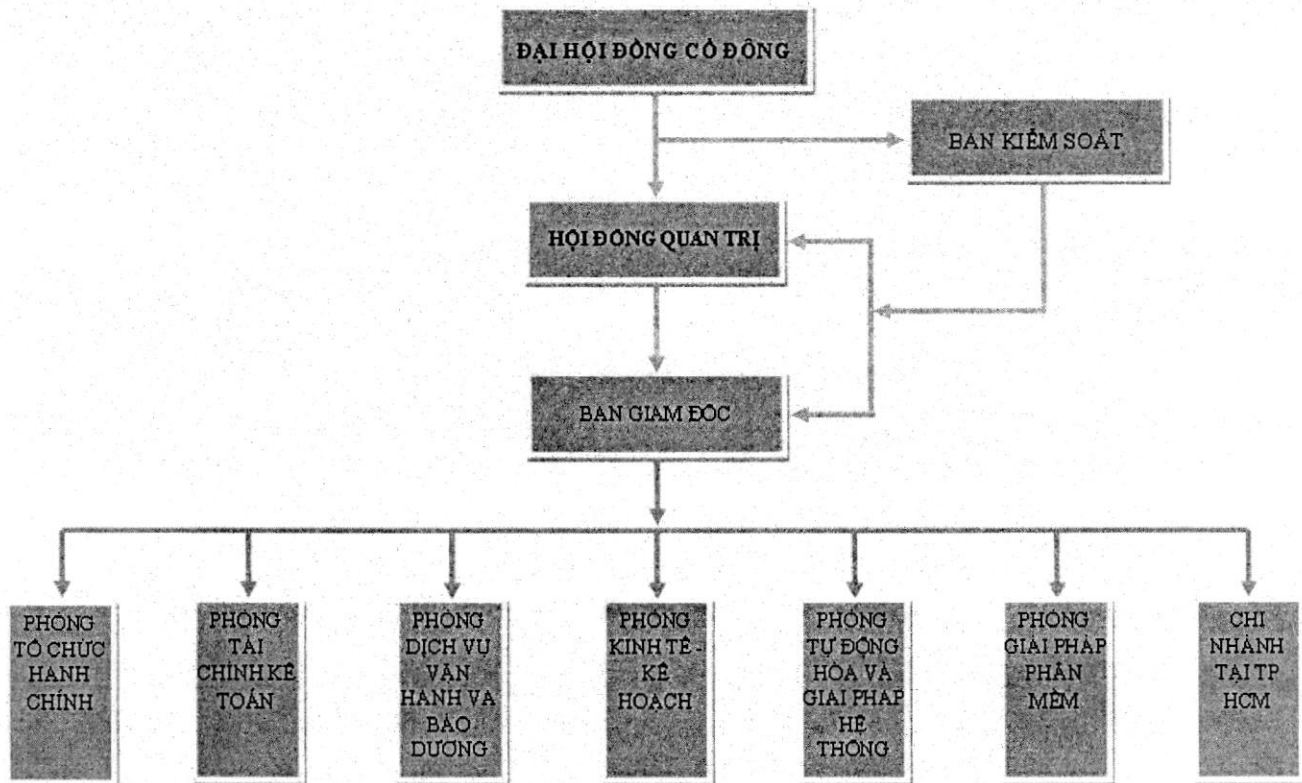 ĐẠI HỘI ĐỒNG CỔ ĐÔNG
BAN KIỂM SOÁT
HỘI ĐỒNG QUẢN TRỊ
BAN GIÁM ĐỐC
PHÒNG
TỔ CHỨC
HÀNH
CHÍNH
PHÒNG
TÀI
CHÍNH KẾ
TOÁN
PHÒNG
DỊCH VỤ
VẬN
HÀNH VÀ
BẢO
DƯỠNG
PHÒNG
KINH TẾ -
KẾ
HOẠCH
PHÒNG
TỰ ĐỘNG
HÓA VÀ
GIẢI PHÁP
HỆ
THỐNG
PHÒNG
GIẢI PHÁP
PHẦN
MỀM
CHI
NHÁNH
TẠI TP
HCM